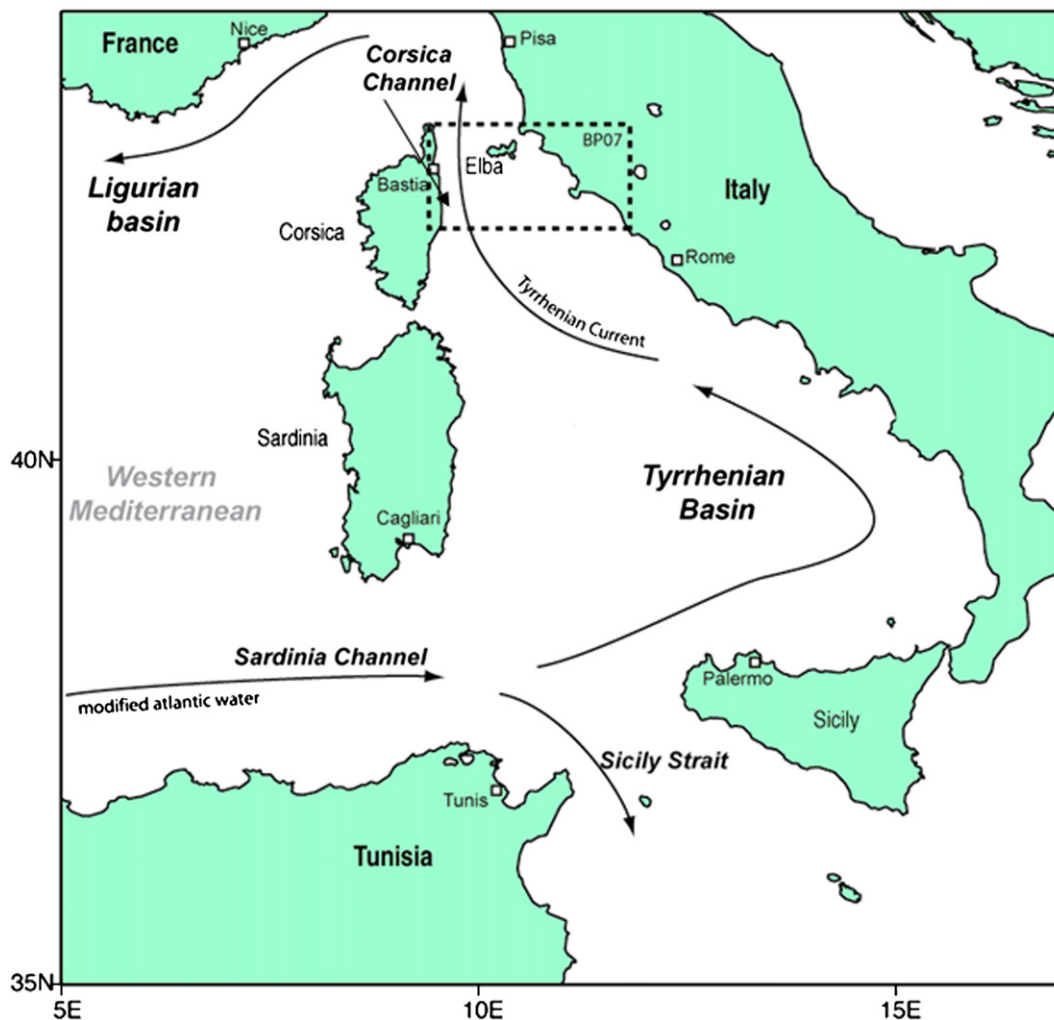 France
Nice
Corsica
Channel
Pisa
BP07
Elba
Bastia
Ligurian
basin
Italy
Corsica
Rome
Tyrrhenian Current
Sardinia
40N
Western
Mediterranean
Tyrrhenian
Basin
Cagliari
Sardinia Channel
modified atlantic water
Palermo
Sicily
Sicily Strait
Tunis
Tunisia
35N
5E
10E
15E